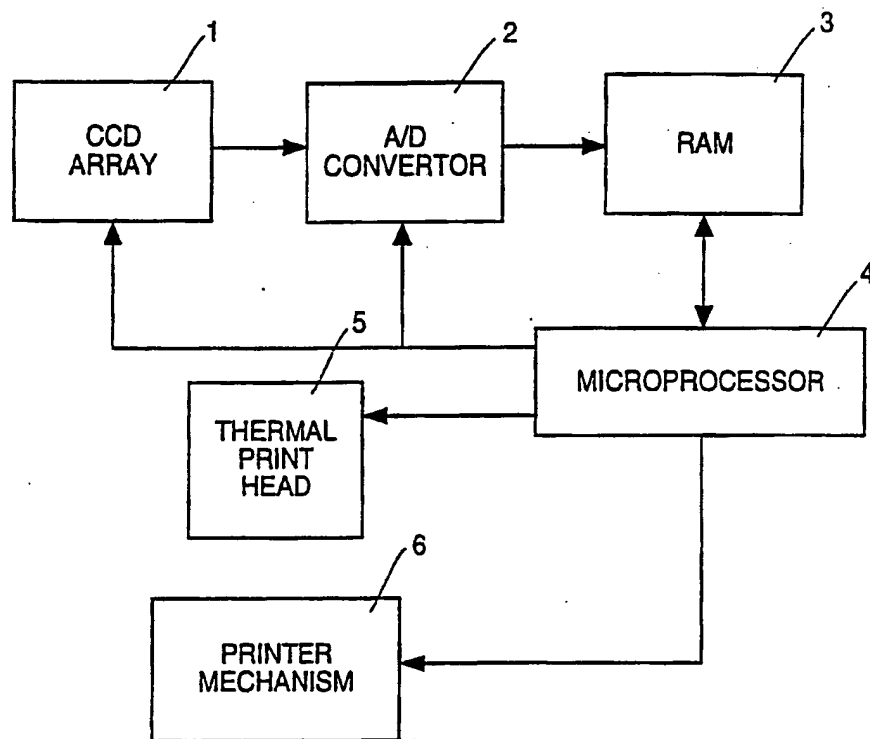 1
CCD
ARRAY
2
A/D
CONVERTOR
3
RAM
4
MICROPROCESSOR
5
THERMAL
PRINT
HEAD
6
PRINTER
MECHANISM